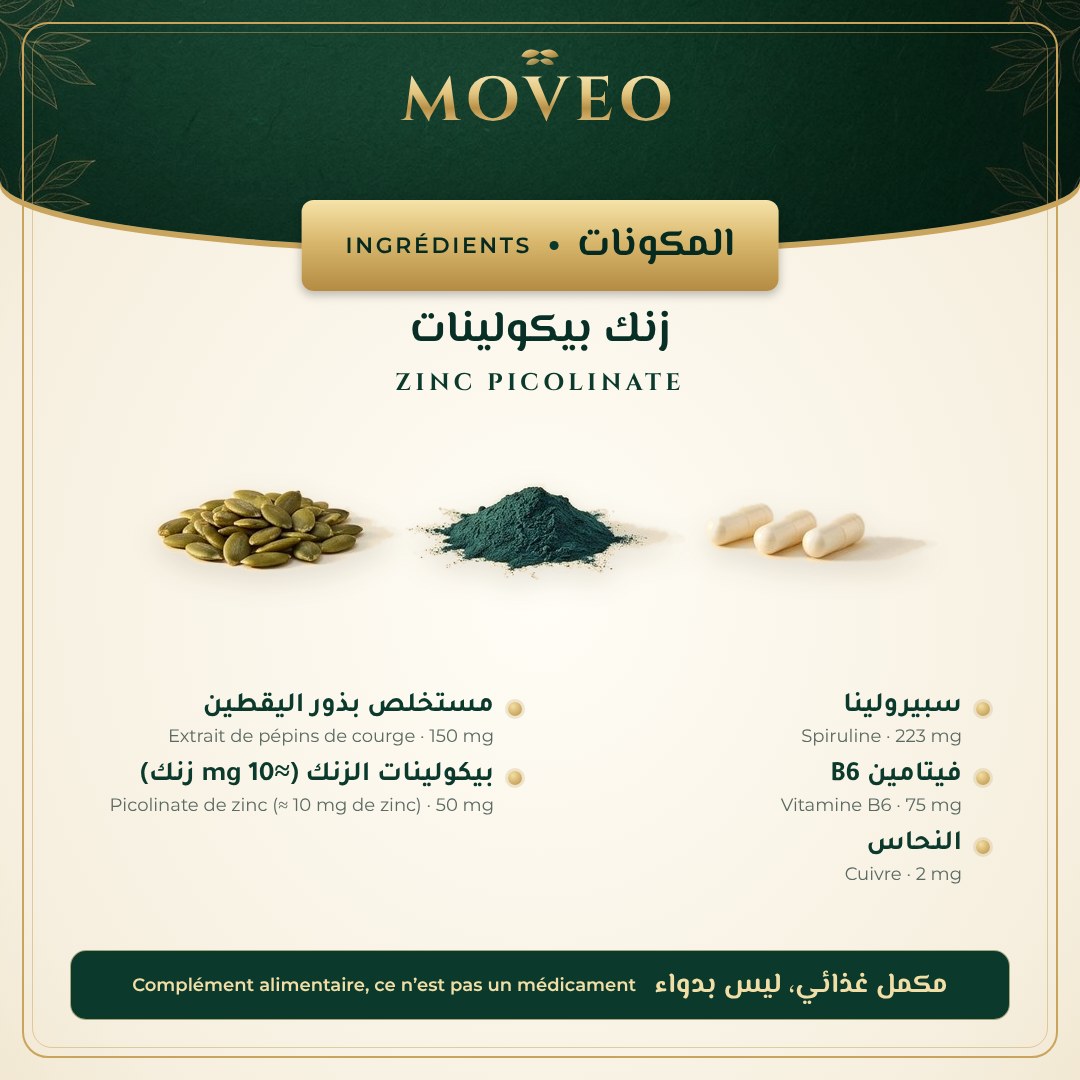 MOVEO
المكونات • INGRÉDIENTS
زنك بيكولينات
ZINC PICOLINATE
سبيرولينا
Spiruline · 223 mg
فيتامين B6
Vitamine B6 · 75 mg
النحاس
Cuivre · 2 mg
مستخلص بذور اليقطين
Extrait de pépins de courge · 150 mg
بيكولينات الزنك (≈10 mg زنك)
Picolinate de zinc (≈ 10 mg de zinc) · 50 mg
مكمل غذائي، ليس بدواء Complément alimentaire, ce n’est pas un médicament